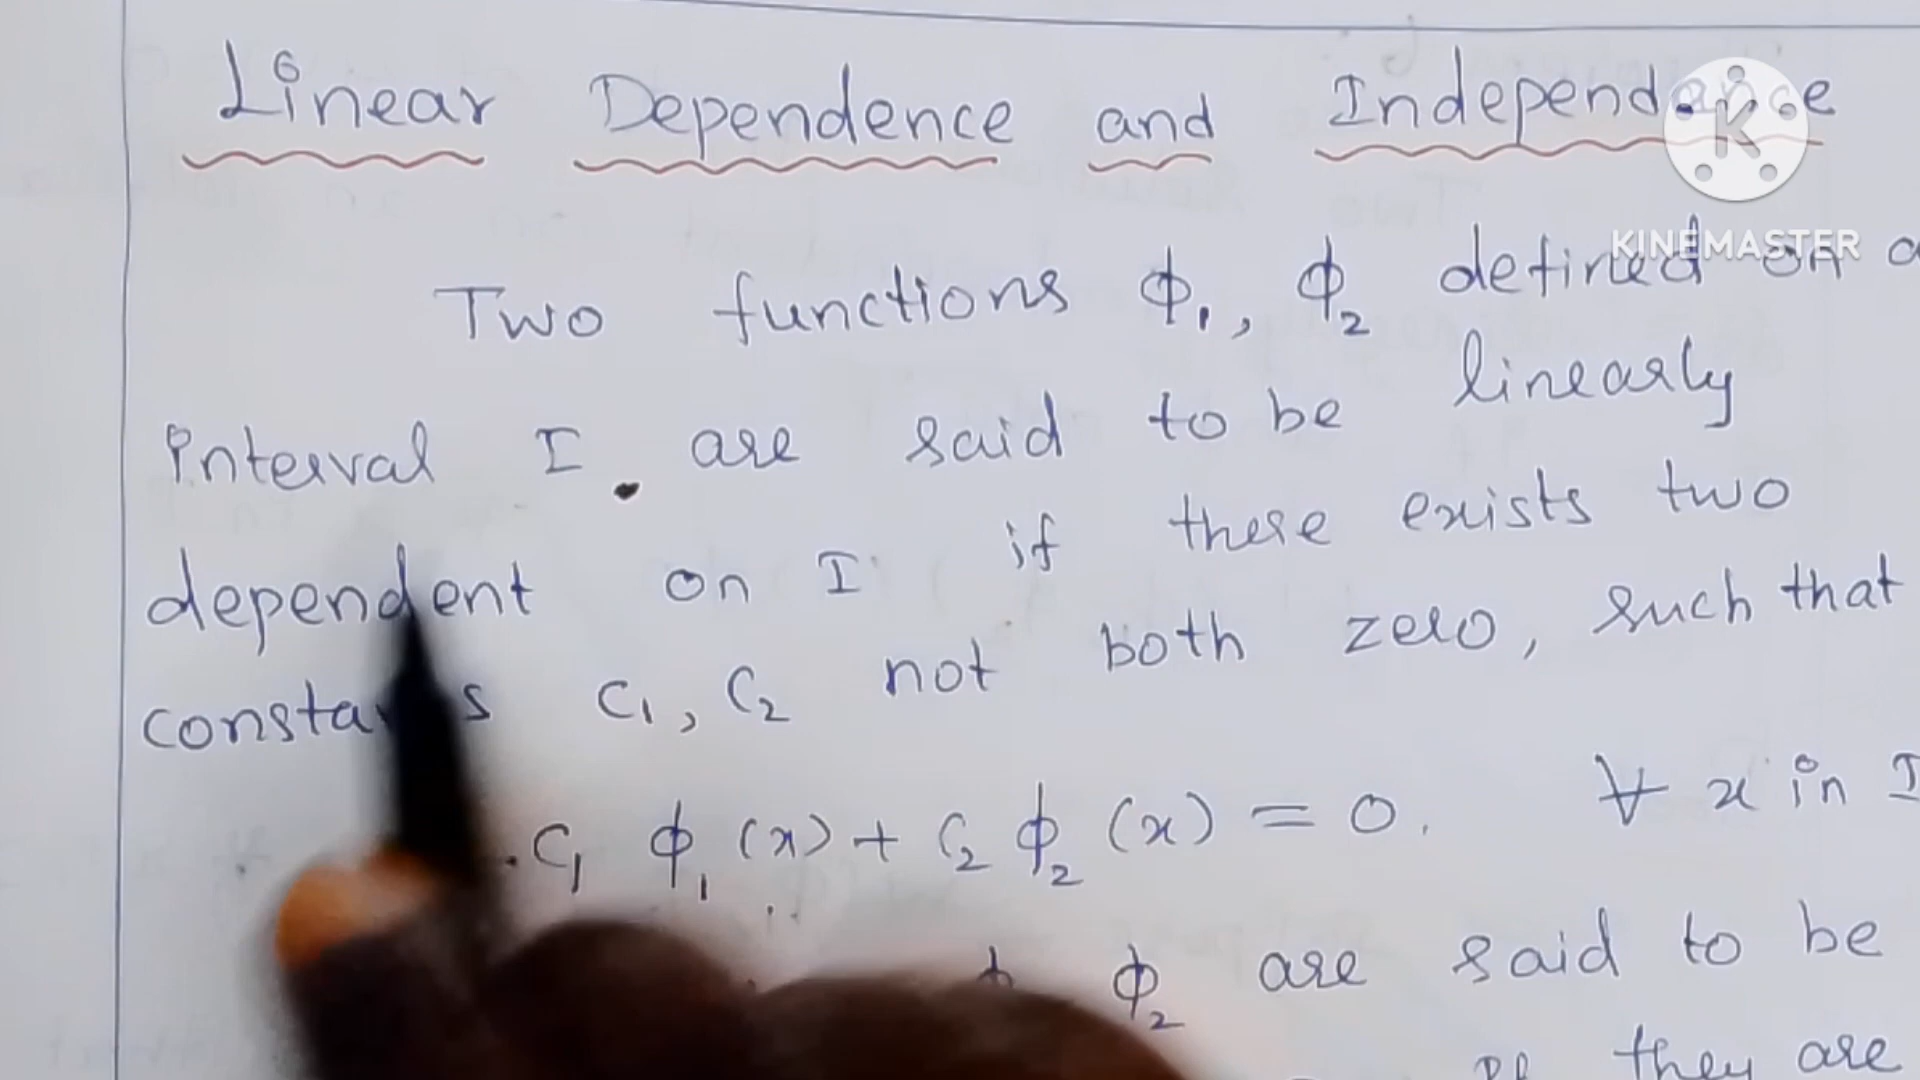 Linear Dependence and Independence
KINEMASTER
Two functions ϕ₁, ϕ₂ defined on a
interval I are said to be linearly
dependent on I if there exists two
constants c₁, c₂ not both zero, such that
c₁ ϕ₁ (x) + c₂ ϕ₂ (x) = 0. ∀ x in I
ϕ₂ are said to be
if they are